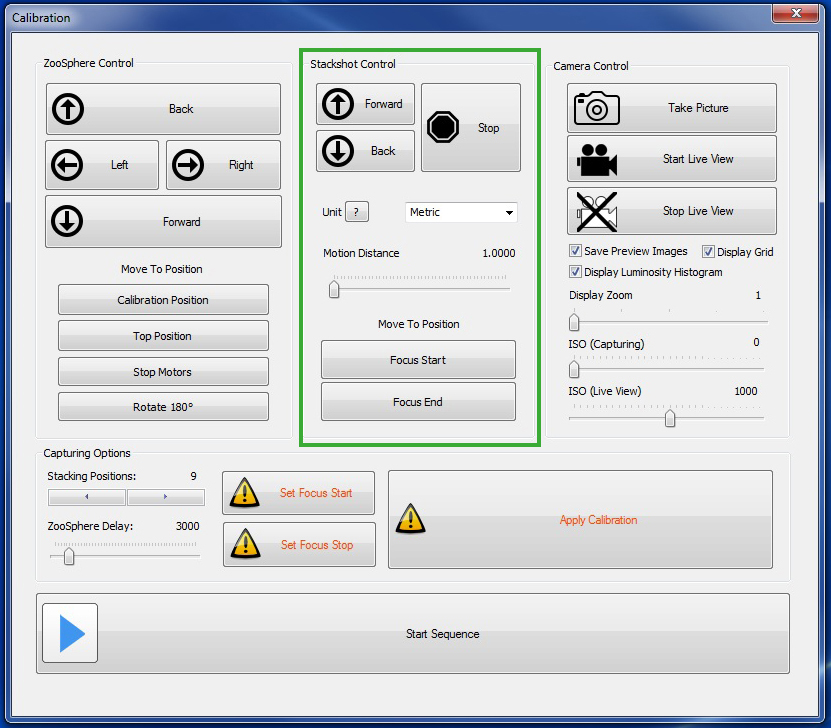 Calibration
ZooSphere Control
Back
Left
Right
Forward
Move To Position
Calibration Position
Top Position
Stop Motors
Rotate 180°
Stackshot Control
Forward
Back
Stop
Unit ? Metric
Motion Distance 1.0000
Move To Position
Focus Start
Focus End
Camera Control
Take Picture
Start Live View
Stop Live View
Save Preview Images Display Grid
Display Luminosity Histogram
Display Zoom 1
ISO (Capturing) 0
ISO (Live View) 1000
Capturing Options
Stacking Positions: 9
ZooSphere Delay: 3000
Set Focus Start
Set Focus Stop
Apply Calibration
Start Sequence